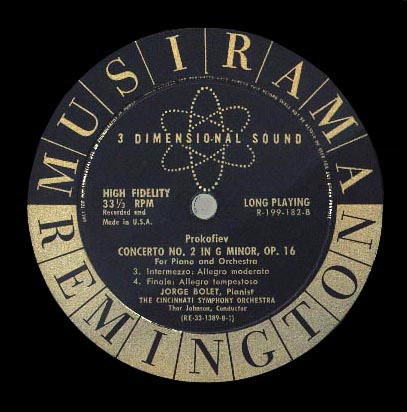 MUSIRAMA
3 DIMENSIONAL SOUND
HIGH FIDELITY
33⅓ RPM
Recorded and
Made in U.S.A.
LONG PLAYING
R-199-182-B
Prokofiev
CONCERTO NO. 2 IN G MINOR, OP. 16
For Piano and Orchestra
3. Intermezzo: Allegro moderato
4. Finale: Allegro tempestoso
JORGE BOLET, Pianist
THE CINCINNATI SYMPHONY ORCHESTRA
Thor Johnson, Conductor
(RE-33-1389-B-1)
REMINGTON